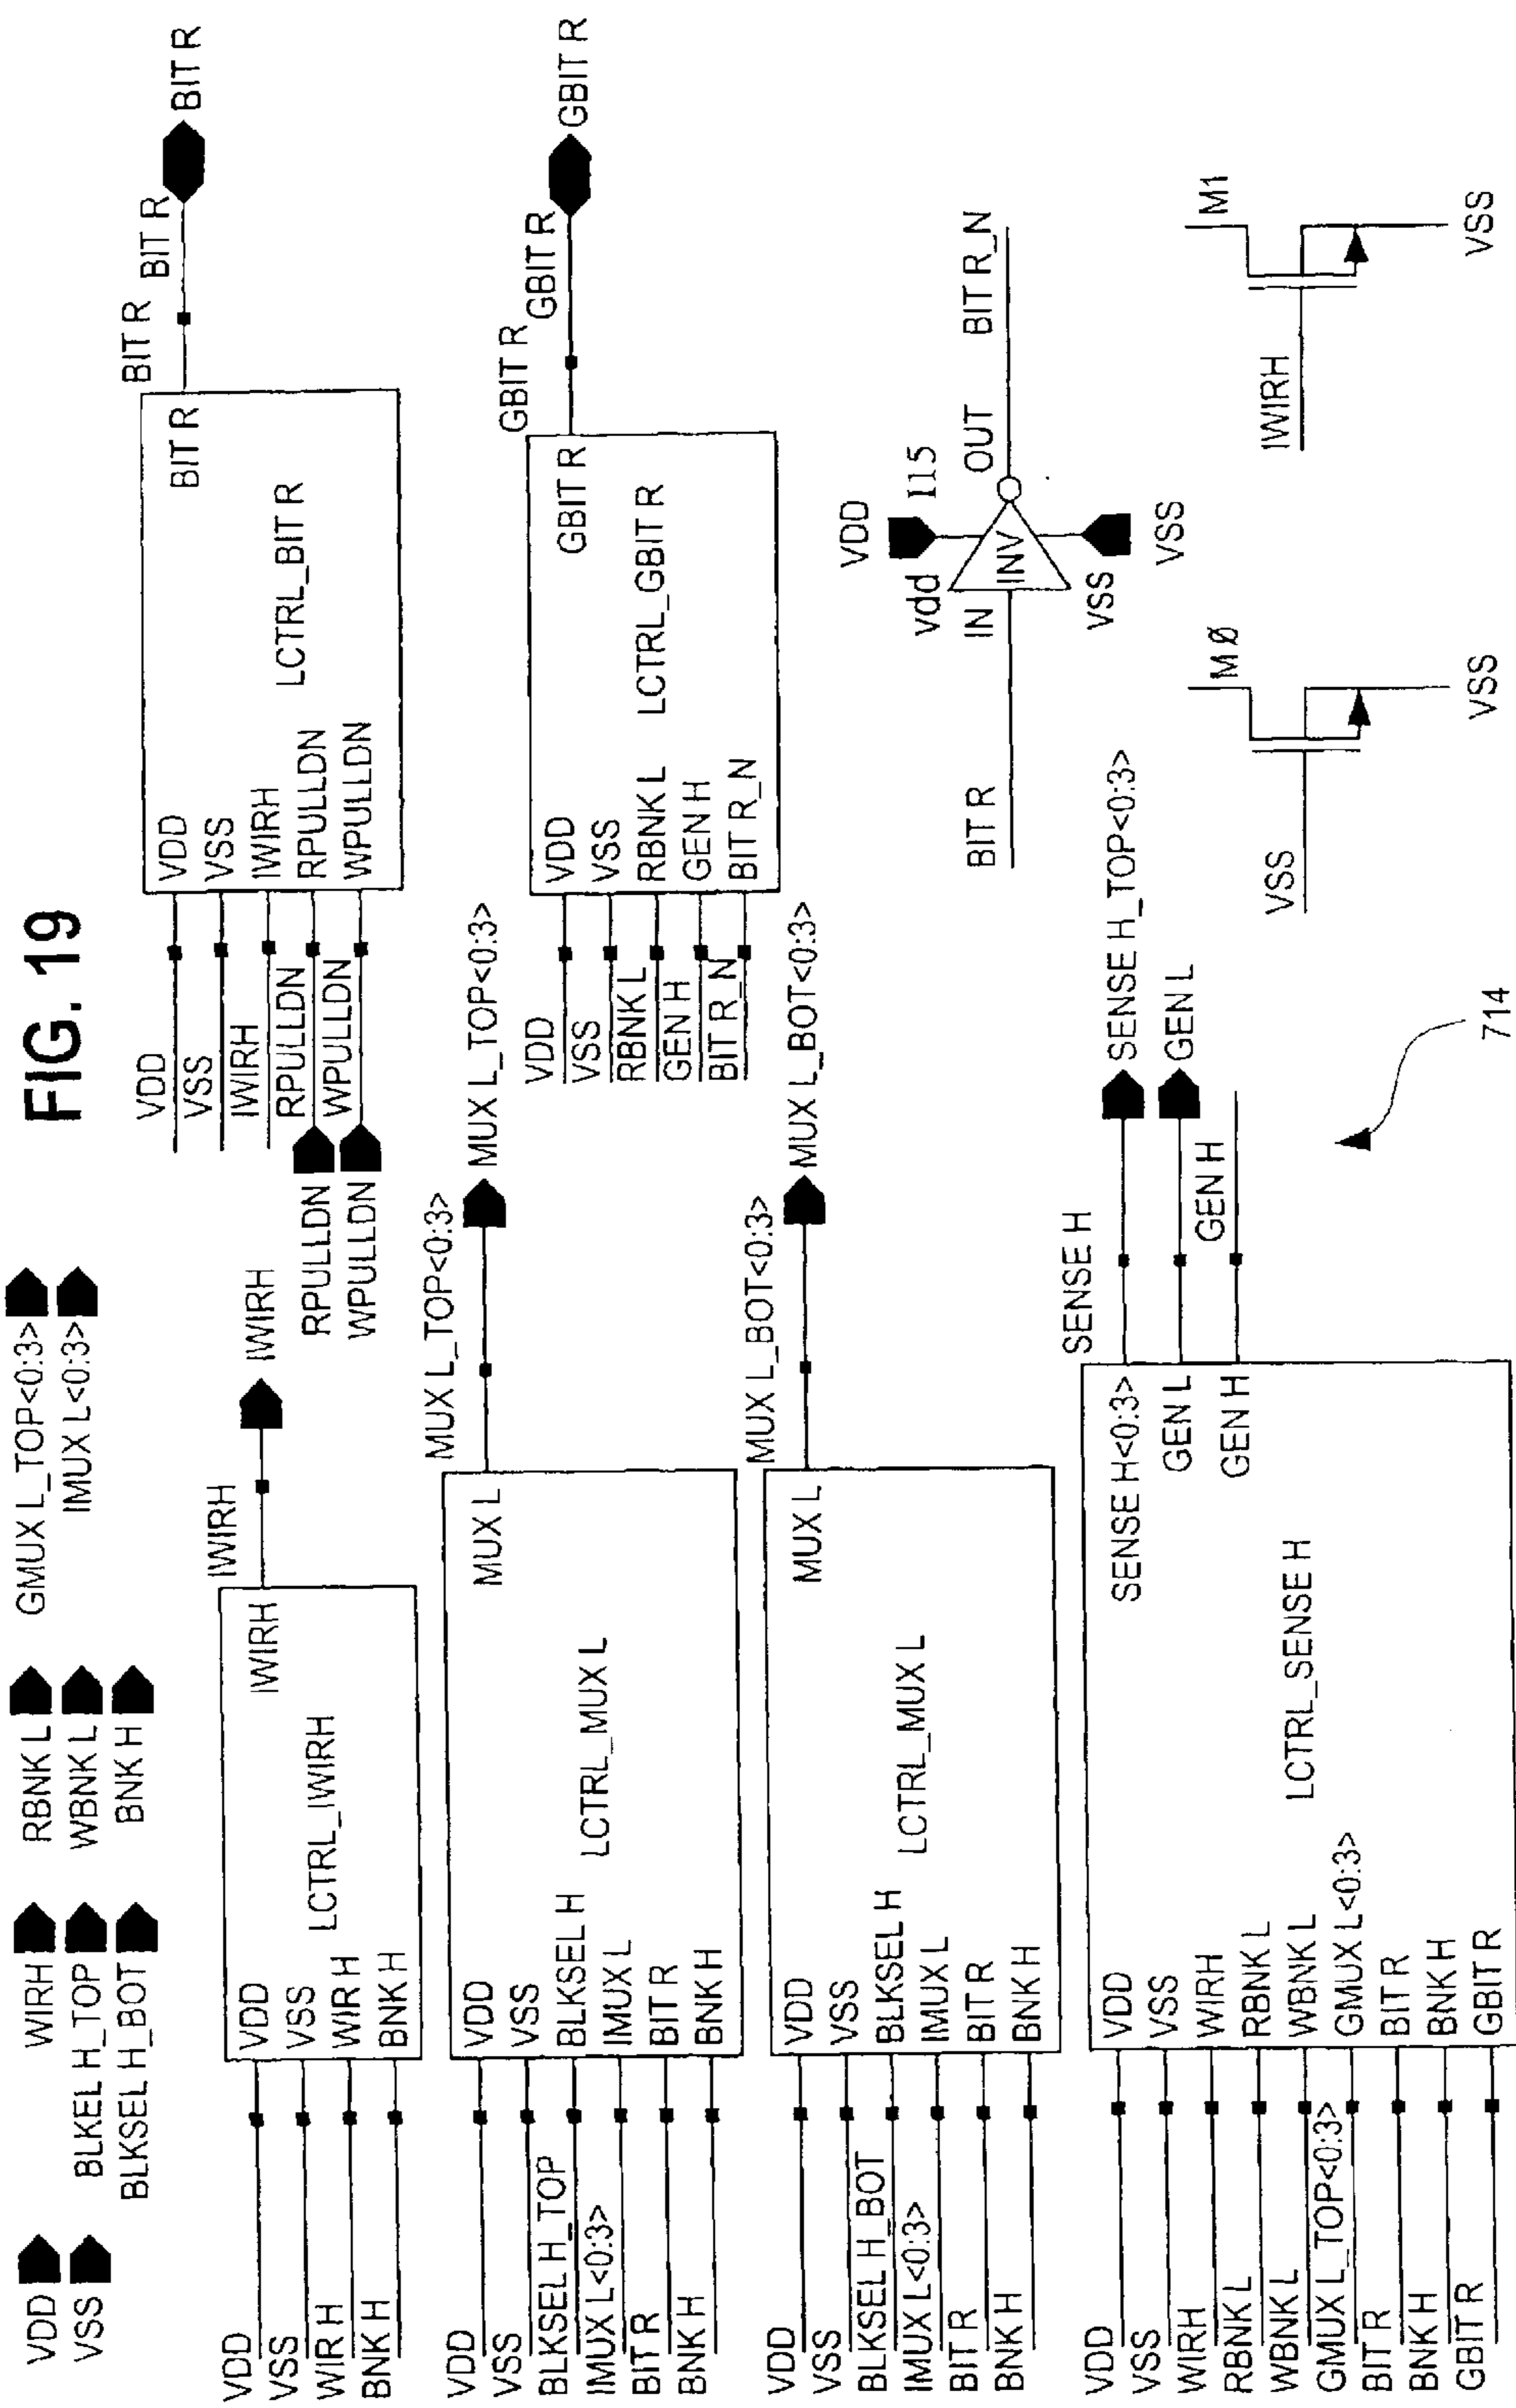 FIG. 19
VDD
VSS
WIRH
BLKEL H_TOP
BLKSEL H_BOT
RBNK L
WBNK L
BNK H
GMUX L_TOP<0:3>
IMUX L<0:3>
VDD
VSS
WIR H
BNK H
VDD
VSS
WIR H
BNK H
LCTRL_IWIRH
IWIRH
IWIRH
IWIRH
VDD
VSS
IWIRH
RPULLDN
WPULLDN
RPULLDN
WPULLDN
VDD
VSS
IWIRH
RPULLDN
WPULLDN
LCTRL_BIT R
BIT R
BIT R
BIT R
BIT R
VDD
VSS
BLKSEL H_TOP
IMUX L<0:3>
BIT R
BNK H
VDD
VSS
BLKSEL H
IMUX L
BIT R
BNK H
LCTRL_MUX L
MUX L
MUX L_TOP<0:3>
MUX L_TOP<0:3>
VDD
VSS
RBNK L
GEN H
BIT R_N
VDD
VSS
RBNK L
GEN H
BIT R_N
LCTRL_GBIT R
GBIT R
GBIT R
GBIT R
GBIT R
VDD
VSS
BLKSEL H_BOT
IMUX L<0:3>
BIT R
BNK H
VDD
VSS
BLKSEL H
IMUX L
BIT R
BNK H
LCTRL_MUX L
MUX L
MUX L_BOT<0:3>
MUX L_BOT<0:3>
BIT R
IN
vdd
VDD
I15
INV
OUT
BIT R_N
VSS
VSS
VDD
VSS
WIRH
RBNK L
WBNK L
GMUX L_TOP<0:3>
BIT R
BNK H
GBIT R
VDD
VSS
WIRH
RBNK L
WBNK L
GMUX L<0:3>
BIT R
BNK H
GBIT R
LCTRL_SENSE H
SENSE H<0:3>
GEN L
GEN H
SENSE H
GEN H
SENSE H_TOP<0:3>
GEN L
VSS
M Ø
VSS
IWIRH
M1
VSS
714